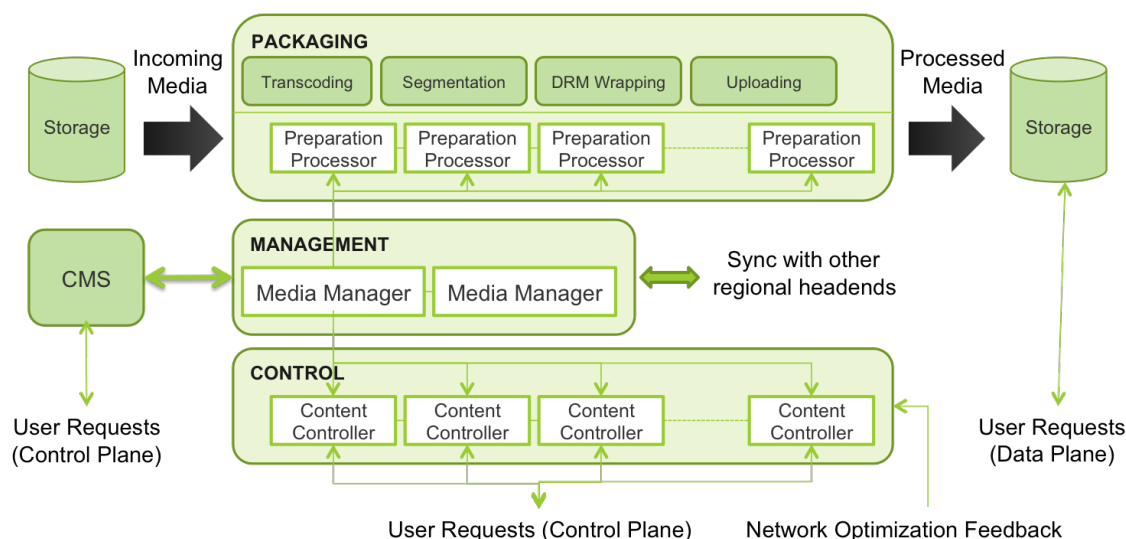 PACKAGING
Incoming
Media
Processed
Media
Storage
Transcoding
Segmentation
DRM Wrapping
Uploading
Storage
Preparation
Processor
Preparation
Processor
Preparation
Processor
Preparation
Processor
MANAGEMENT
CMS
Media Manager
Media Manager
Sync with other
regional headends
CONTROL
Content
Controller
Content
Controller
Content
Controller
Content
Controller
User Requests
(Control Plane)
User Requests
(Data Plane)
User Requests (Control Plane)
Network Optimization Feedback